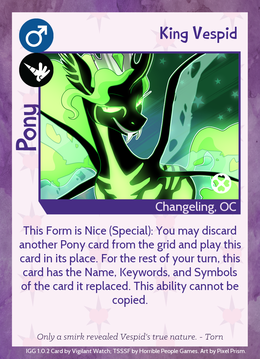 King Vespid
Pony
Changeling, OC
This Form is Nice (Special): You may discard
another Pony card from the grid and play this
card in its place. For the rest of your turn, this
card has the Name, Keywords, and Symbols
of the card it replaced. This ability cannot be
copied.
Only a smirk revealed Vespid's true nature. - Torn
IGG 1.0.2 Card by Vigilant Watch, TSSSF by Horrible People Games. Art by Pixel Prism.